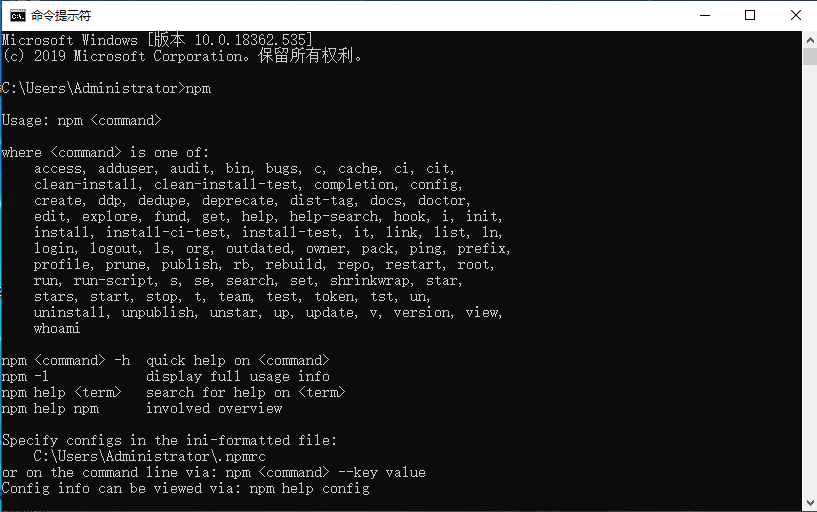 命令提示符
Microsoft Windows [版本 10.0.18362.535]
(c) 2019 Microsoft Corporation。保留所有权利。
C:\Users\Administrator>npm
Usage: npm <command>
where <command> is one of:
    access, adduser, audit, bin, bugs, c, cache, ci, cit,
    clean-install, clean-install-test, completion, config,
    create, ddp, dedupe, deprecate, dist-tag, docs, doctor,
    edit, explore, fund, get, help, help-search, hook, i, init,
    install, install-ci-test, install-test, it, link, list, ln,
    login, logout, ls, org, outdated, owner, pack, ping, prefix,
    profile, prune, publish, rb, rebuild, repo, restart, root,
    run, run-script, s, se, search, set, shrinkwrap, star,
    stars, start, stop, t, team, test, token, tst, un,
    uninstall, unpublish, unstar, up, update, v, version, view,
    whoami
npm <command> -h  quick help on <command>
npm -l            display full usage info
npm help <term>   search for help on <term>
npm help npm      involved overview
Specify configs in the ini-formatted file:
    C:\Users\Administrator\.npmrc
or on the command line via: npm <command> --key value
Config info can be viewed via: npm help config